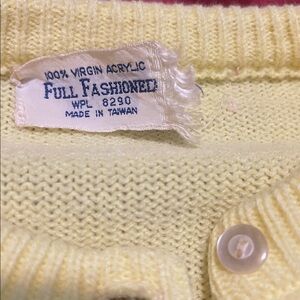 100% VIRGIN ACRYLIC
FULL FASHIONED
WPL 8290
MADE IN TAIWAN